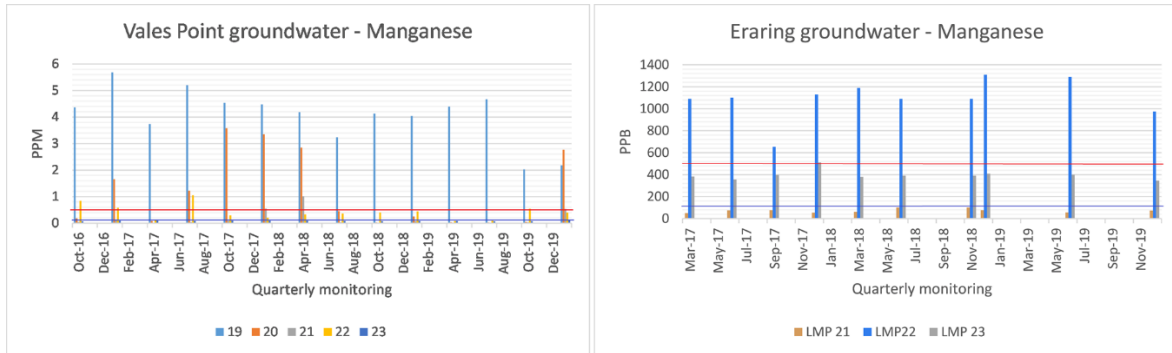 Vales Point groundwater - Manganese
PPM
6
5
4
3
2
1
0
Oct-16
Dec-16
Feb-17
Apr-17
Jun-17
Aug-17
Oct-17
Dec-17
Feb-18
Apr-18
Jun-18
Aug-18
Oct-18
Dec-18
Feb-19
Apr-19
Jun-19
Aug-19
Oct-19
Dec-19
Quarterly monitoring
19 20 21 22 23
Eraring groundwater - Manganese
PPB
1400
1200
1000
800
600
400
200
0
Mar-17
May-17
Jul-17
Sep-17
Nov-17
Jan-18
Mar-18
May-18
Jul-18
Sep-18
Nov-18
Jan-19
Mar-19
May-19
Jul-19
Sep-19
Nov-19
Quarterly monitoring
LMP 21 LMP22 LMP 23